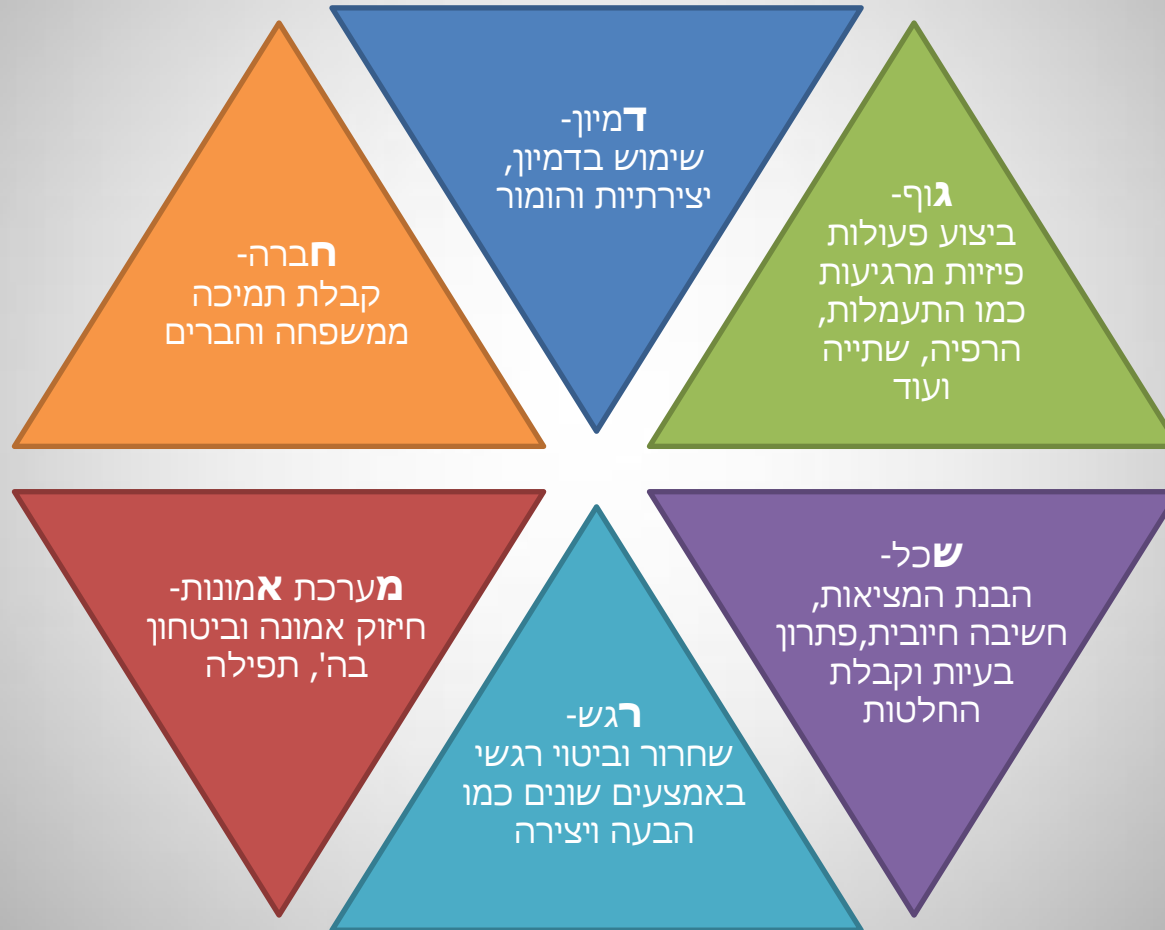 דמיון-
שימוש בדמיון,
יצירתיות והומור
גוף-
ביצוע פעולות
פיזיות מרגיעות
כמו התעמלות,
הרפיה, שתייה
ועוד
חברה-
קבלת תמיכה
ממשפחה וחברים
שכל-
הבנת המציאות,
חשיבה חיובית,פתרון
בעיות וקבלת
החלטות
מערכת אמונות-
חיזוק אמונה וביטחון
בה', תפילה
רגש-
שחרור וביטוי רגשי
באמצעים שונים כמו
הבעה ויצירה